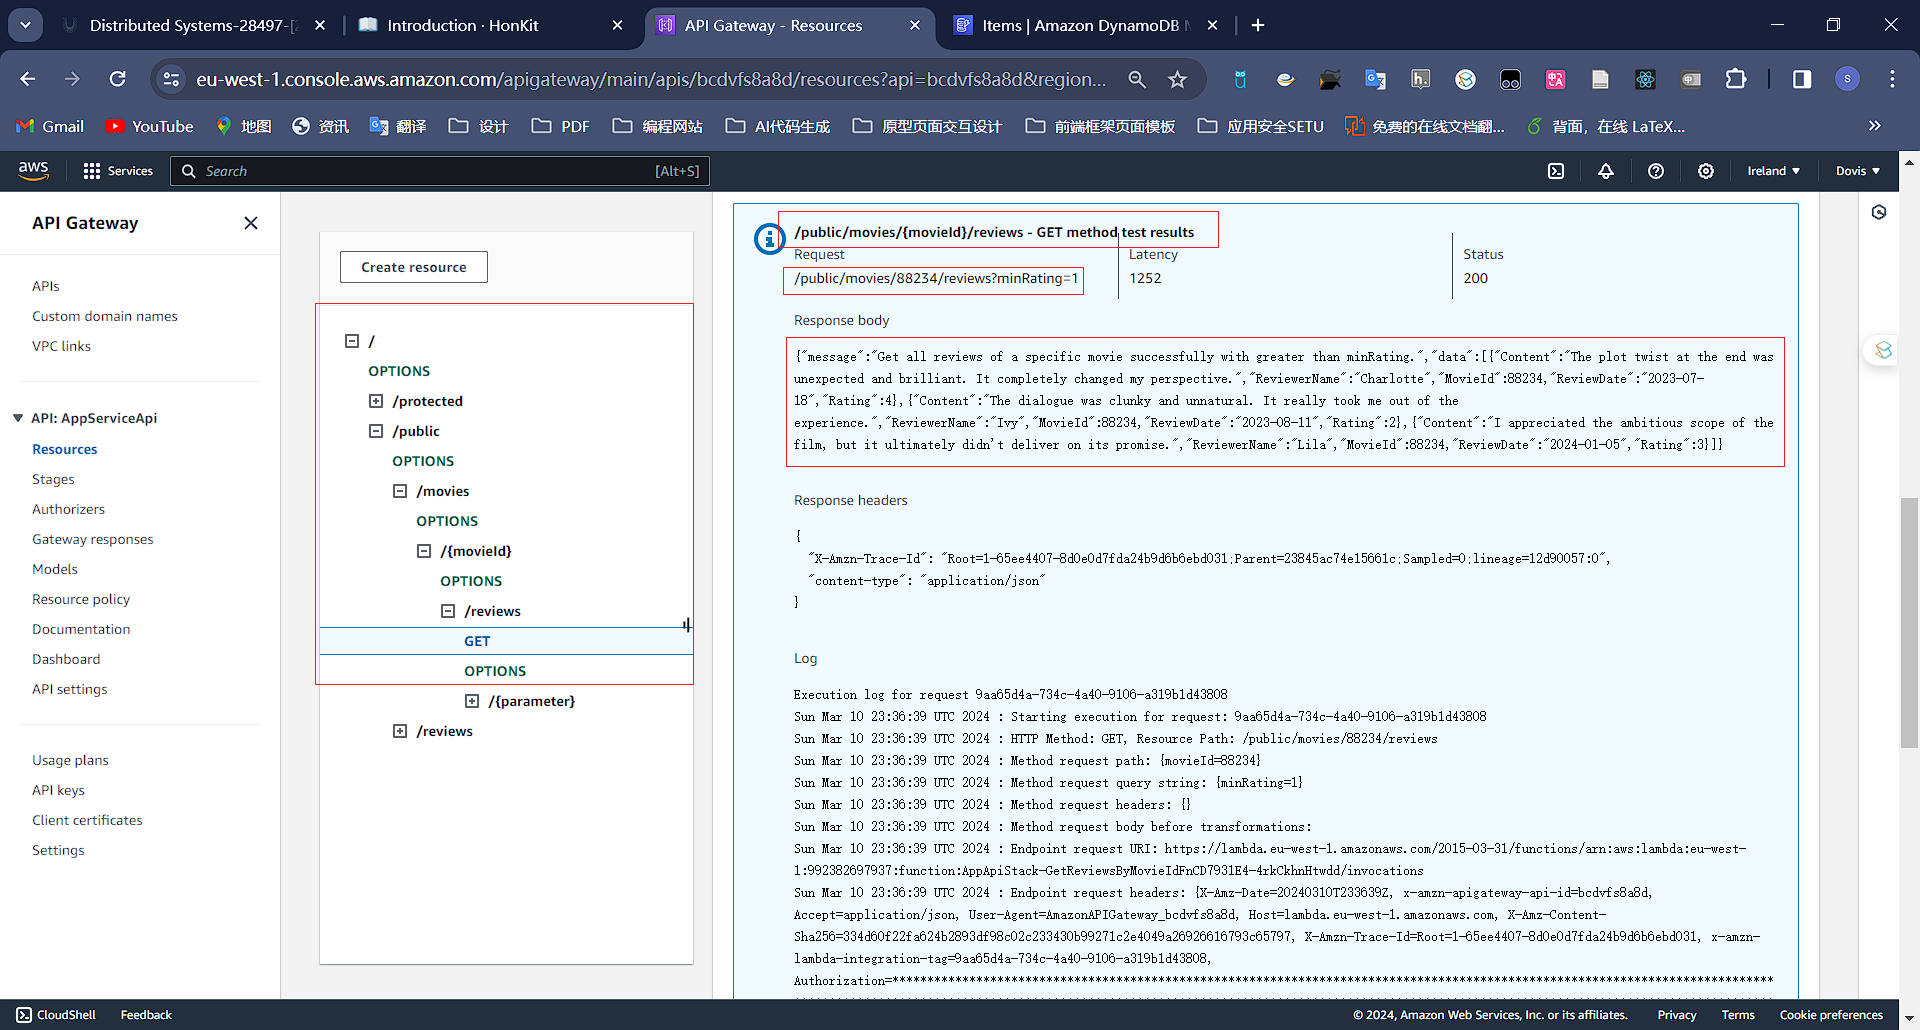 Distributed Systems-28497-[2
Introduction · HonKit
API Gateway - Resources
Items | Amazon DynamoDB
eu-west-1.console.aws.amazon.com/apigateway/main/apis/bcdvfs8a8d/resources?api=bcdvfs8a8d&region...
S
Gmail
YouTube
地图
资讯
翻译
设计
PDF
编程网站
AI代码生成
原型页面交互设计
前端框架页面模板
应用安全SETU
免费的在线文档翻...
背面，在线 LaTeX...
aws
Services
Search
[Alt+S]
Ireland
Dovis
API Gateway
APIs
Custom domain names
VPC links
API: AppServiceApi
Resources
Stages
Authorizers
Gateway responses
Models
Resource policy
Documentation
Dashboard
API settings
Usage plans
API keys
Client certificates
Settings
Create resource
/
OPTIONS
/protected
/public
OPTIONS
/movies
OPTIONS
/{movieId}
OPTIONS
/reviews
GET
OPTIONS
/{parameter}
/reviews
/public/movies/{movieId}/reviews - GET method test results
Request
/public/movies/88234/reviews?minRating=1
Latency
1252
Status
200
Response body
{"message":"Get all reviews of a specific movie successfully with greater than minRating.","data":[{"Content":"The plot twist at the end was
unexpected and brilliant. It completely changed my perspective.","ReviewerName":"Charlotte","MovieId":88234,"ReviewDate":"2023-07-
18","Rating":4},{"Content":"The dialogue was clunky and unnatural. It really took me out of the
experience.","ReviewerName":"Ivy","MovieId":88234,"ReviewDate":"2023-08-11","Rating":2},{"Content":"I appreciated the ambitious scope of the
film, but it ultimately didn't deliver on its promise.","ReviewerName":"Lila","MovieId":88234,"ReviewDate":"2024-01-05","Rating":3}]}
Response headers
{
"X-Amzn-Trace-Id": "Root=1-65ee4407-8d0e0d7fda24b9d6b6ebd031;Parent=23845ac74e15661c;Sampled=0;lineage=12d90057:0",
"content-type": "application/json"
}
Log
Execution log for request 9aa65d4a-734c-4a40-9106-a319b1d43808
Sun Mar 10 23:36:39 UTC 2024 : Starting execution for request: 9aa65d4a-734c-4a40-9106-a319b1d43808
Sun Mar 10 23:36:39 UTC 2024 : HTTP Method: GET, Resource Path: /public/movies/88234/reviews
Sun Mar 10 23:36:39 UTC 2024 : Method request path: {movieId=88234}
Sun Mar 10 23:36:39 UTC 2024 : Method request query string: {minRating=1}
Sun Mar 10 23:36:39 UTC 2024 : Method request headers: {}
Sun Mar 10 23:36:39 UTC 2024 : Method request body before transformations:
Sun Mar 10 23:36:39 UTC 2024 : Endpoint request URI: https://lambda.eu-west-1.amazonaws.com/2015-03-31/functions/arn:aws:lambda:eu-west-
1:992382697937:function:AppApiStack-GetReviewsByMovieIdFnCD7931E4-4rkCkhnHtwdd/invocations
Sun Mar 10 23:36:39 UTC 2024 : Endpoint request headers: {X-Amz-Date=20240310T233639Z, x-amzn-apigateway-api-id=bcdvfs8a8d,
Accept=application/json, User-Agent=AmazonAPIGateway_bcdvfs8a8d, Host=lambda.eu-west-1.amazonaws.com, X-Amz-Content-
Sha256=334d60f22fa624b2893df98c02c233430b99271c2e4049a26926616793c65797, X-Amzn-Trace-Id=Root=1-65ee4407-8d0e0d7fda24b9d6b6ebd031, x-amzn-
lambda-integration-tag=9aa65d4a-734c-4a40-9106-a319b1d43808,
Authorization=******************************************************************************************************************************
CloudShell
Feedback
© 2024, Amazon Web Services, Inc. or its affiliates.
Privacy
Terms
Cookie preferences